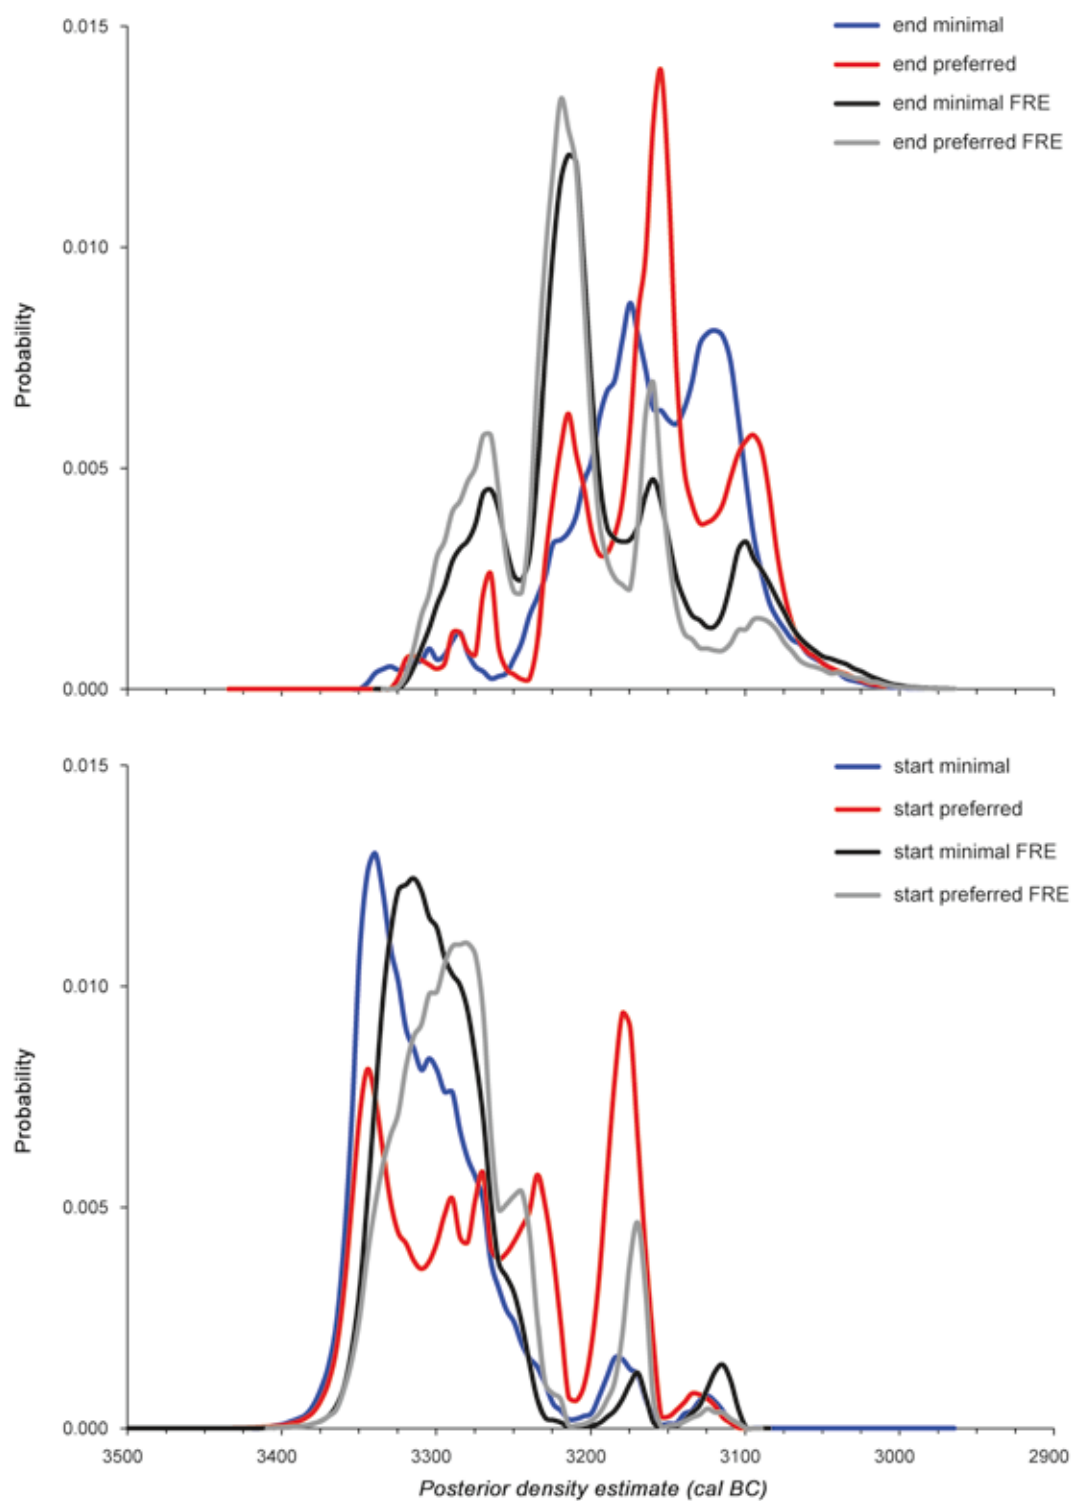 0.015
end minimal
end preferred
end minimal FRE
end preferred FRE
0.010
Probability
0.005
0.000
0.015
start minimal
start preferred
start minimal FRE
start preferred FRE
0.010
Probability
0.005
0.000
3500 3400 3300 3200 3100 3000 2900
Posterior density estimate (cal BC)